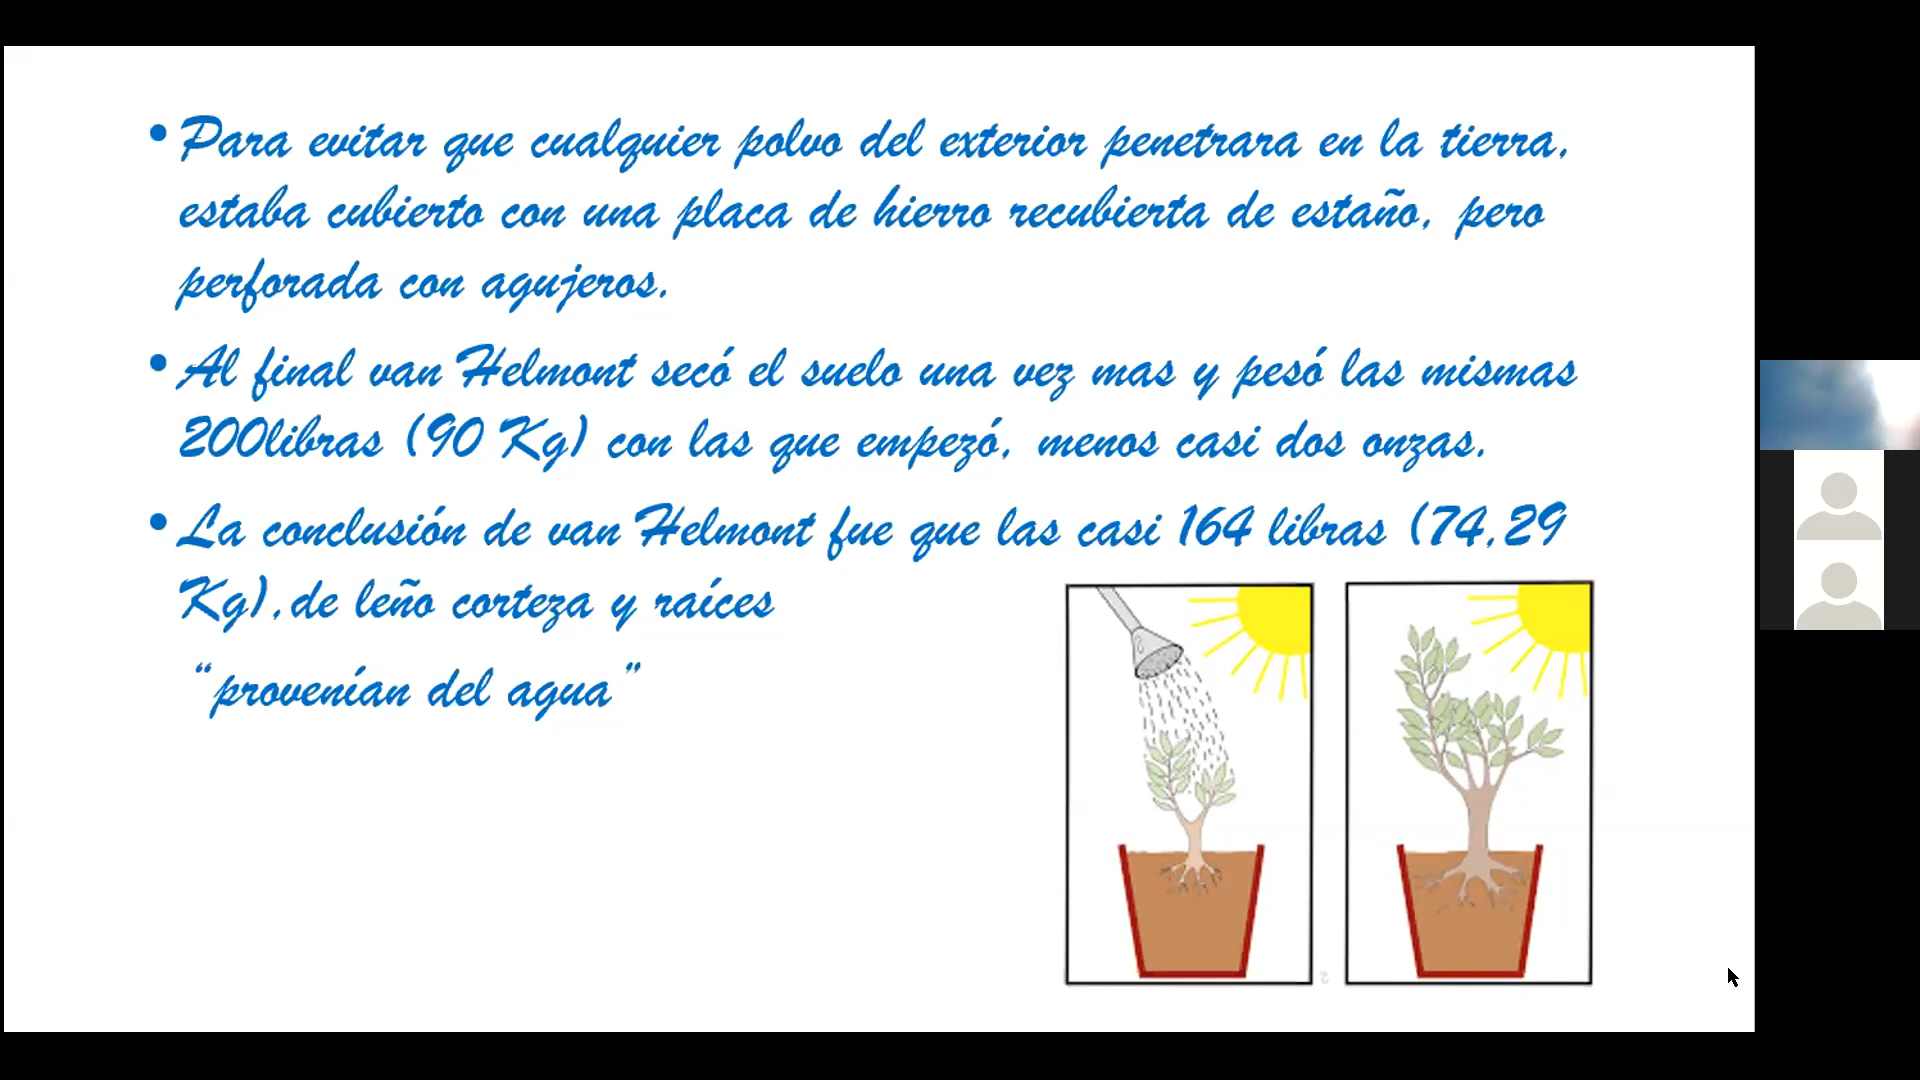 • Para evitar que cualquier polvo del exterior penetrara en la tierra,
estaba cubierto con una placa de hierro recubierta de estaño, pero
perforada con agujeros.
• Al final van Helmont secó el suelo una vez mas y pesó las mismas
200libras (90 Kg) con las que empezó, menos casi dos onzas.
• La conclusión de van Helmont fue que las casi 164 libras (74,29
Kg),de leño corteza y raíces
“provenían del agua”